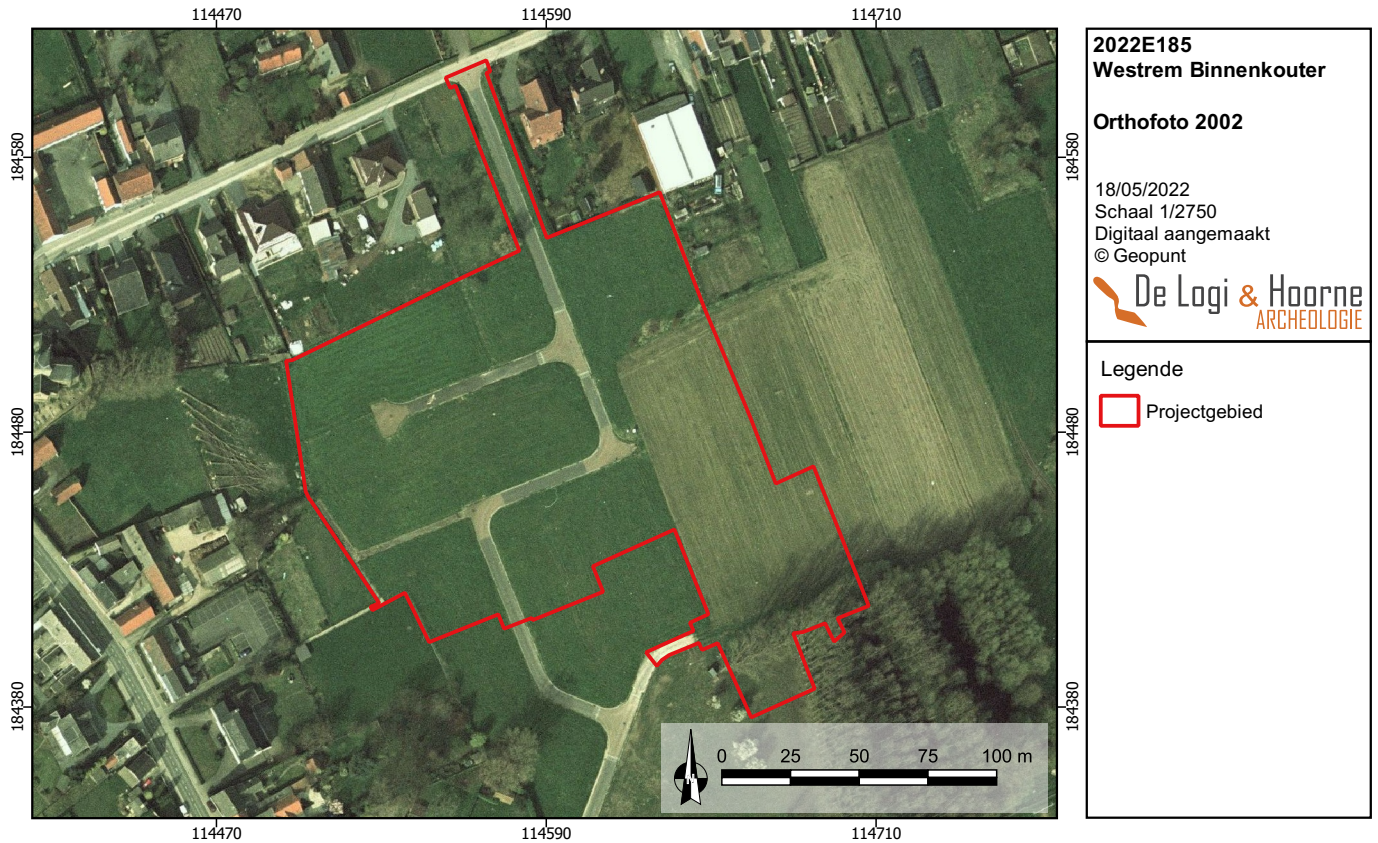 114470 114590 114710
184580 184580
184480 184480
184380 184380
0 25 50 75 100 m
N
114470 114590 114710
2022E185
Westrem Binnenkouter
Orthofoto 2002
18/05/2022
Schaal 1/2750
Digitaal aangemaakt
© Geopunt
De Logi & Hoorne
ARCHEOLOGIE
Legende
Projectgebied